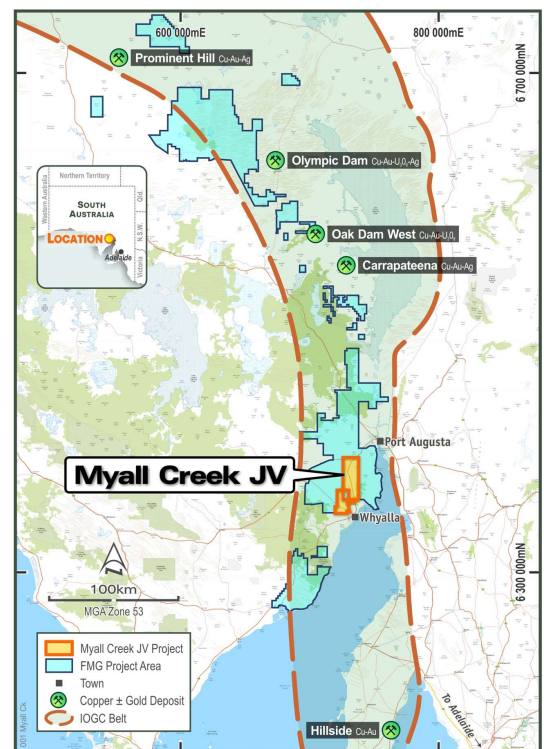 600 000mE
800 000mE
Prominent Hill Cu-Au-Ag
6 700 000mN
Olympic Dam Cu-Au-U₃O₈-Ag
Northern Territory
Western Australia
SOUTH
AUSTRALIA
Qld.
N.S.W.
Victoria
LOCATION
Adelaide
Oak Dam West Cu-Au-U₃O₈
Carrapateena Cu-Au-Ag
Port Augusta
Myall Creek JV
Whyalla
100km
MGA Zone 53
6 300 000mN
Myall Creek JV Project
FMG Project Area
Town
Copper ± Gold Deposit
IOGC Belt
To Adelaide
Hillside Cu-Au
001 Myall Ck